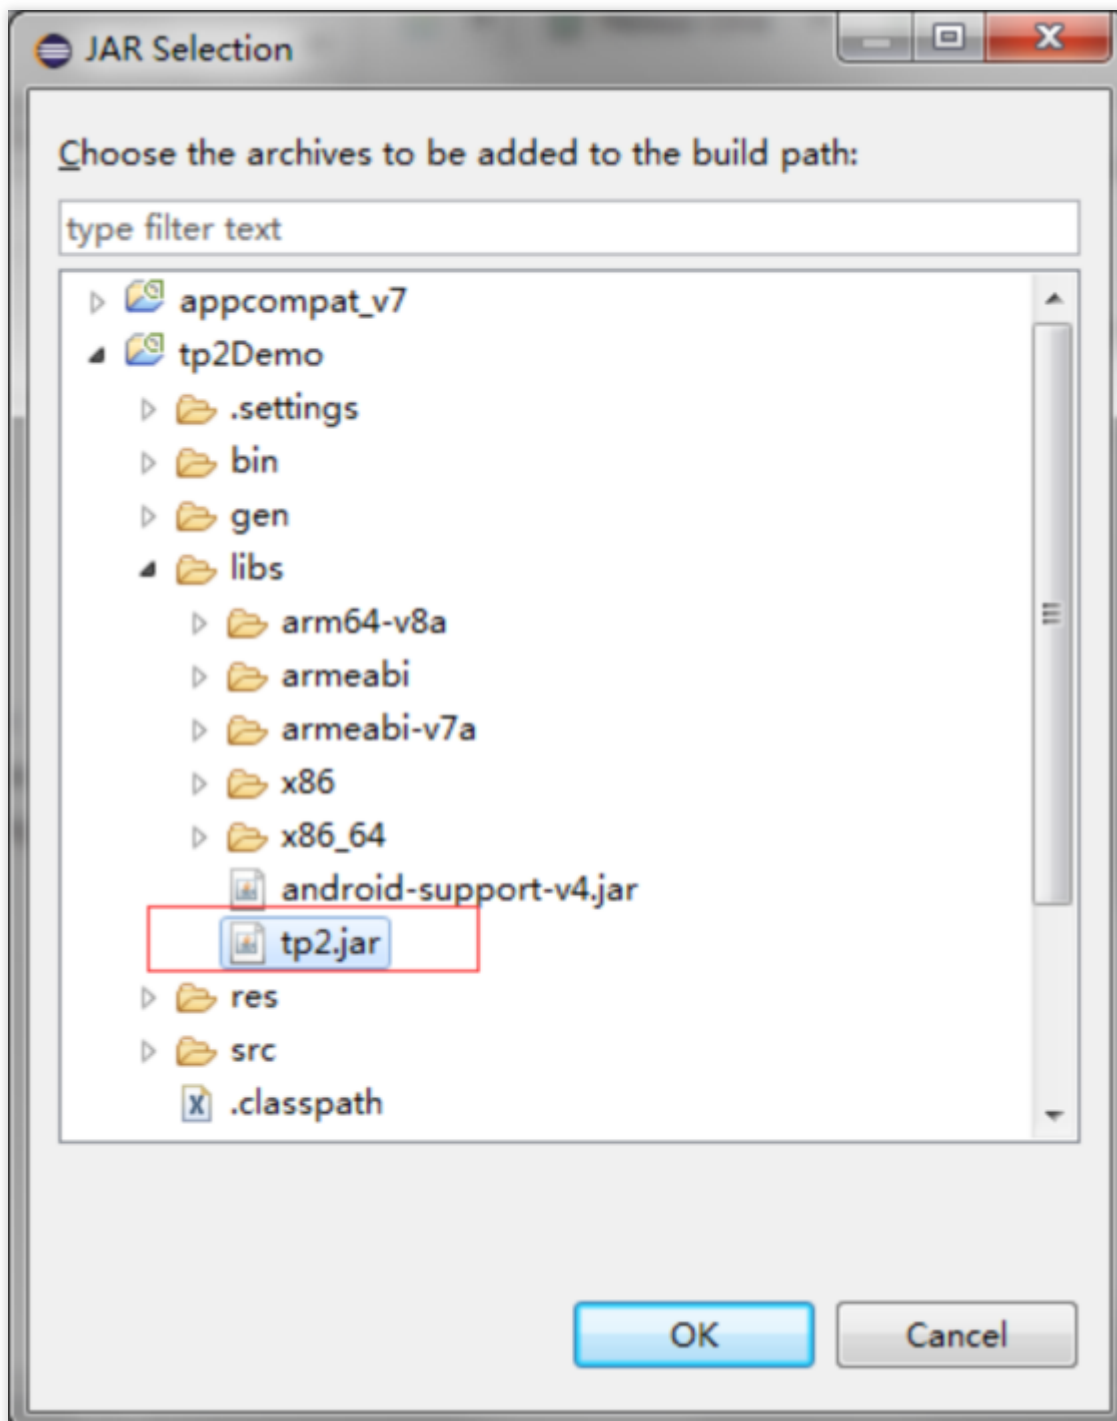 JAR Selection
Choose the archives to be added to the build path:
type filter text
appcompat_v7
tp2Demo
.settings
bin
gen
libs
arm64-v8a
armeabi
armeabi-v7a
x86
x86_64
android-support-v4.jar
tp2.jar
res
src
.classpath
OK Cancel